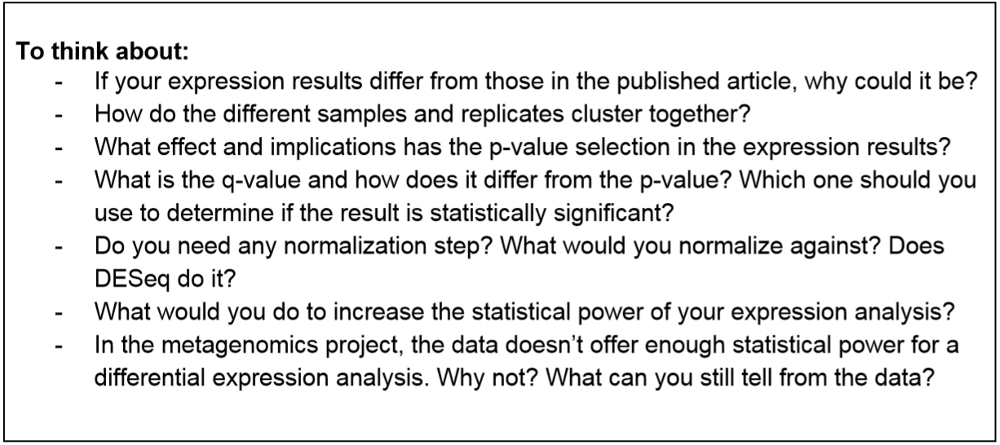 To think about:
- If your expression results differ from those in the published article, why could it be?
- How do the different samples and replicates cluster together?
- What effect and implications has the p-value selection in the expression results?
- What is the q-value and how does it differ from the p-value? Which one should you
use to determine if the result is statistically significant?
- Do you need any normalization step? What would you normalize against? Does
DESeq do it?
- What would you do to increase the statistical power of your expression analysis?
- In the metagenomics project, the data doesn’t offer enough statistical power for a
differential expression analysis. Why not? What can you still tell from the data?